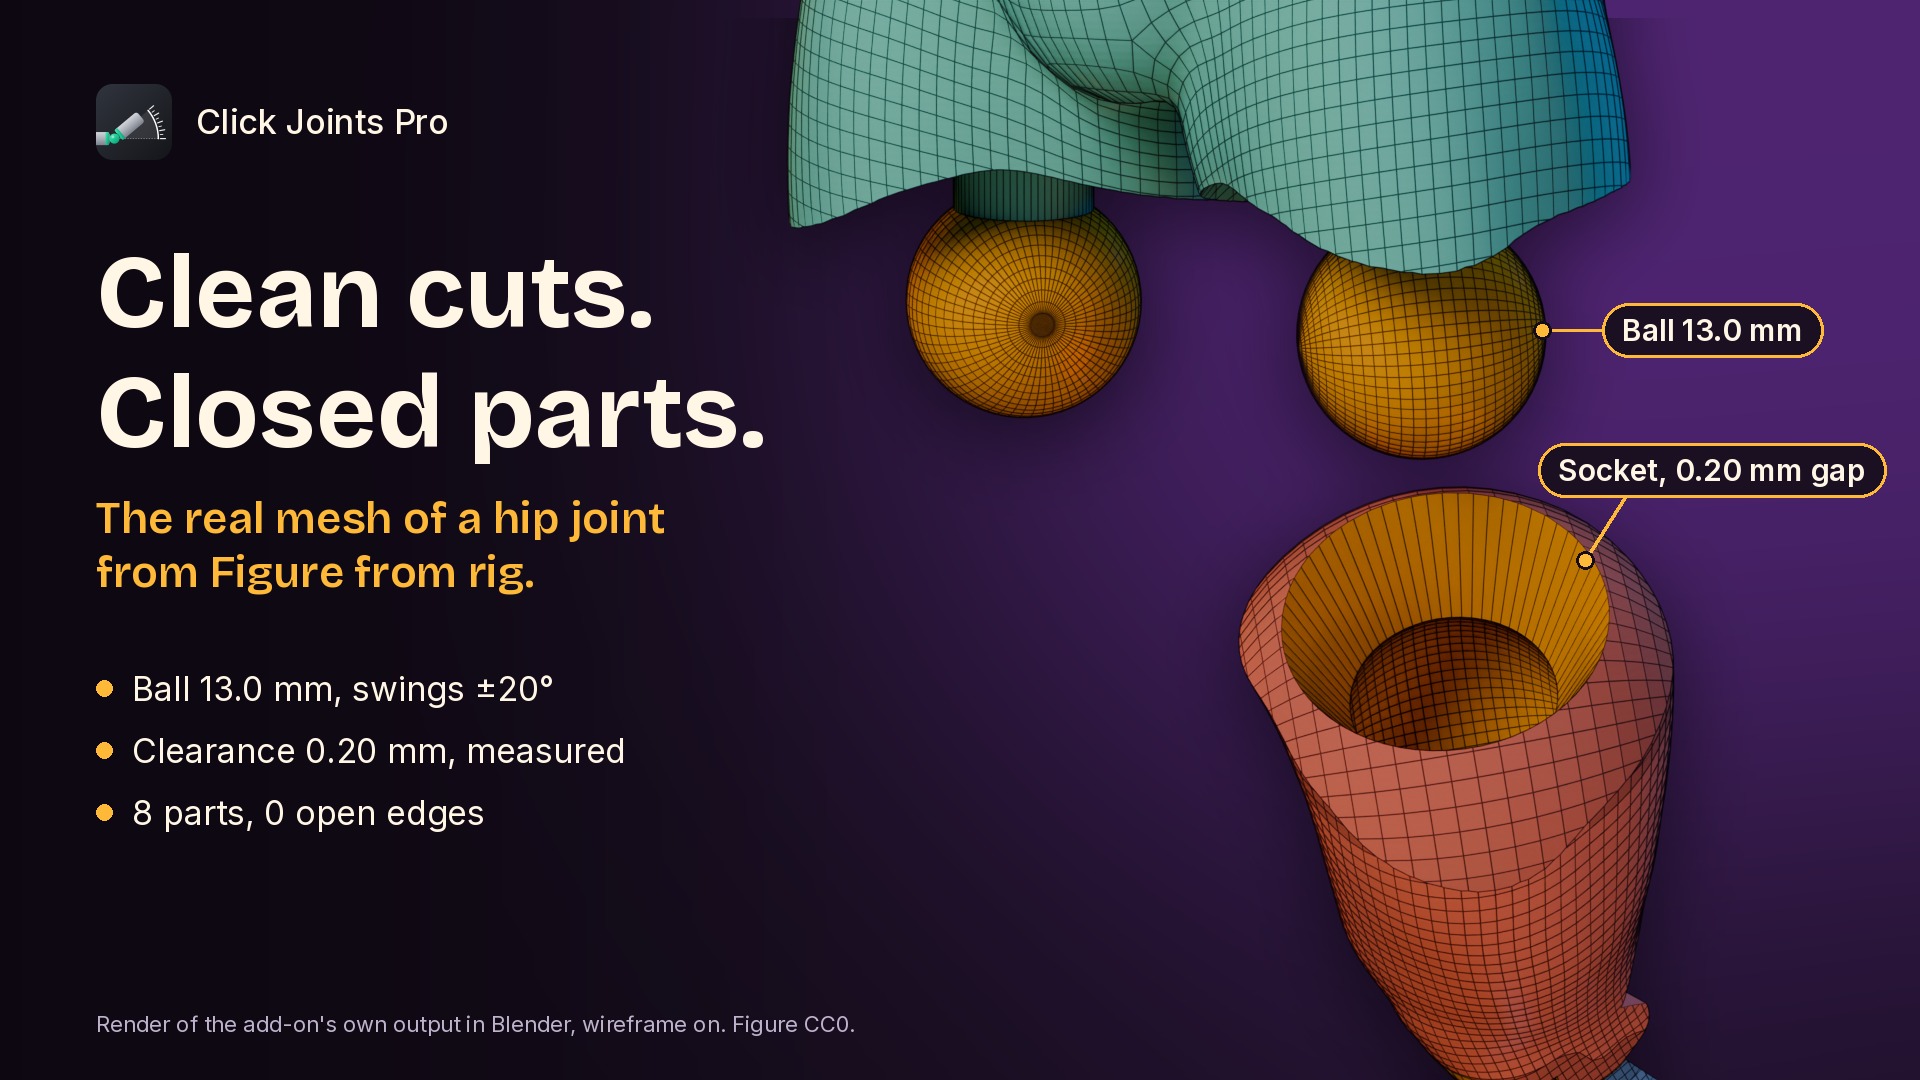 Click Joints Pro
Clean cuts.
Closed parts.
The real mesh of a hip joint
from Figure from rig.
Ball 13.0 mm, swings ±20°
Clearance 0.20 mm, measured
8 parts, 0 open edges
Ball 13.0 mm
Socket, 0.20 mm gap
Render of the add-on's own output in Blender, wireframe on. Figure CC0.